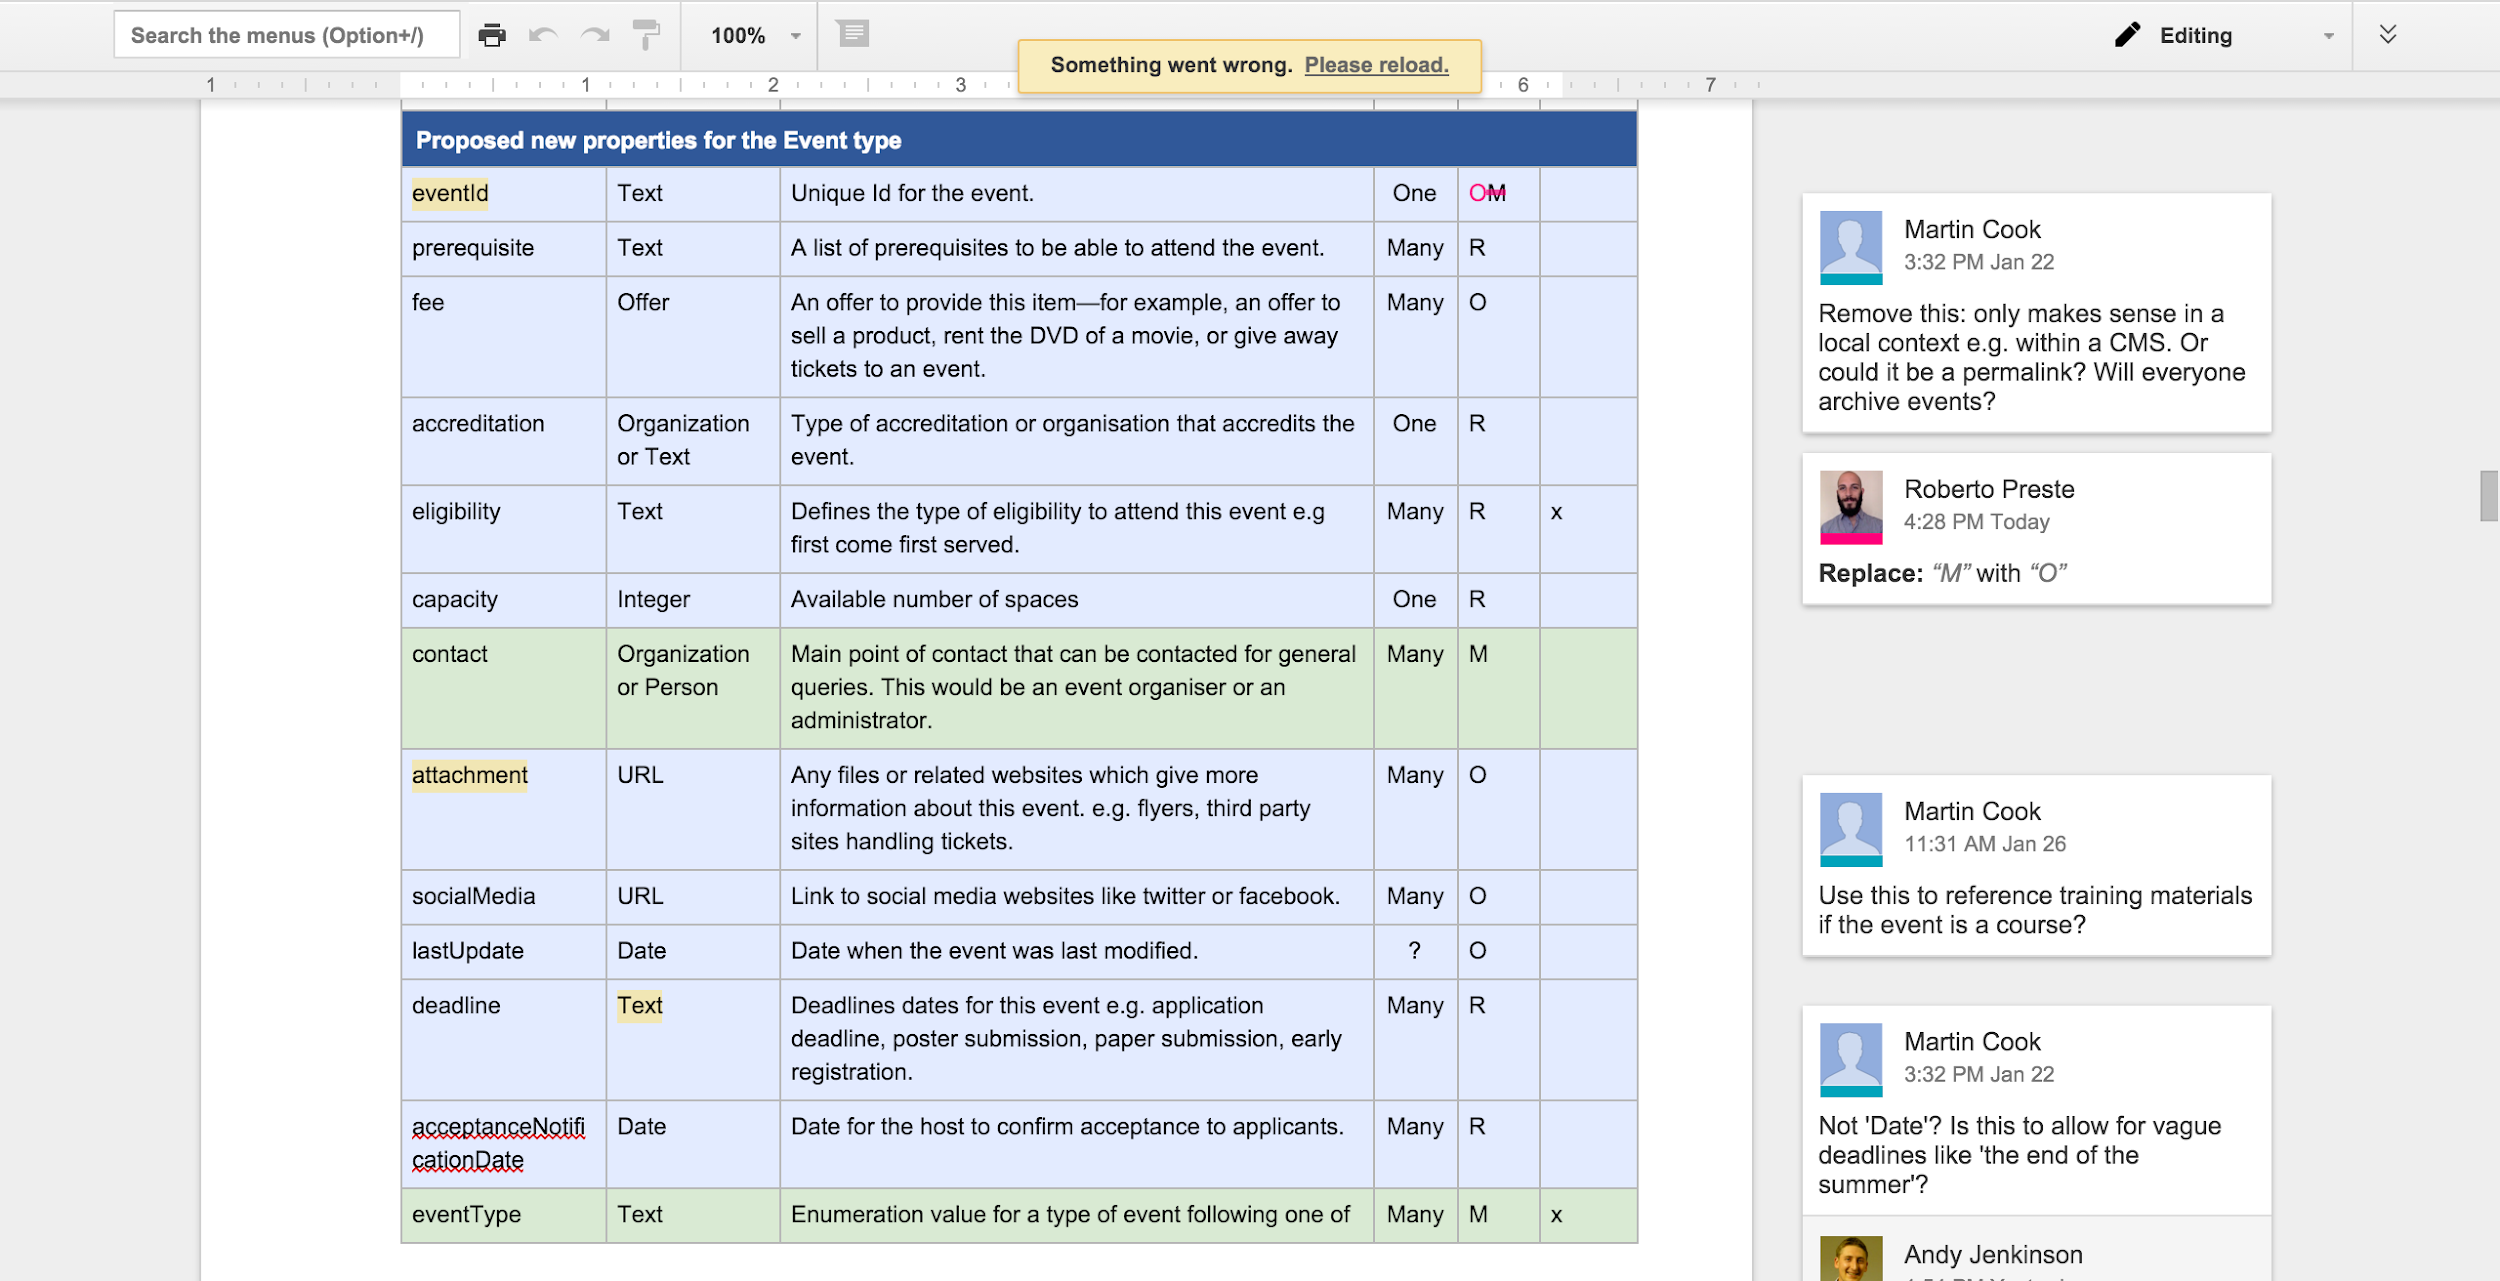 Search the menus (Option+/)
100%
Editing
Something went wrong. Please reload.
1 1 2 3 6 7
Proposed new properties for the Event type
eventId Text Unique Id for the event. One OM
prerequisite Text A list of prerequisites to be able to attend the event. Many R
fee Offer An offer to provide this item—for example, an offer to Many O
sell a product, rent the DVD of a movie, or give away
tickets to an event.
accreditation Organization Type of accreditation or organisation that accredits the One R
or Text event.
eligibility Text Defines the type of eligibility to attend this event e.g Many R x
first come first served.
capacity Integer Available number of spaces One R
contact Organization Main point of contact that can be contacted for general Many M
or Person queries. This would be an event organiser or an
administrator.
attachment URL Any files or related websites which give more Many O
information about this event. e.g. flyers, third party
sites handling tickets.
socialMedia URL Link to social media websites like twitter or facebook. Many O
lastUpdate Date Date when the event was last modified. ? O
deadline Text Deadlines dates for this event e.g. application Many R
deadline, poster submission, paper submission, early
registration.
acceptanceNotifi Date Date for the host to confirm acceptance to applicants. Many R
cationDate
eventType Text Enumeration value for a type of event following one of Many M x
Martin Cook
3:32 PM Jan 22
Remove this: only makes sense in a
local context e.g. within a CMS. Or
could it be a permalink? Will everyone
archive events?
Roberto Preste
4:28 PM Today
Replace: “M” with “O”
Martin Cook
11:31 AM Jan 26
Use this to reference training materials
if the event is a course?
Martin Cook
3:32 PM Jan 22
Not 'Date'? Is this to allow for vague
deadlines like 'the end of the
summer'?
Andy Jenkinson